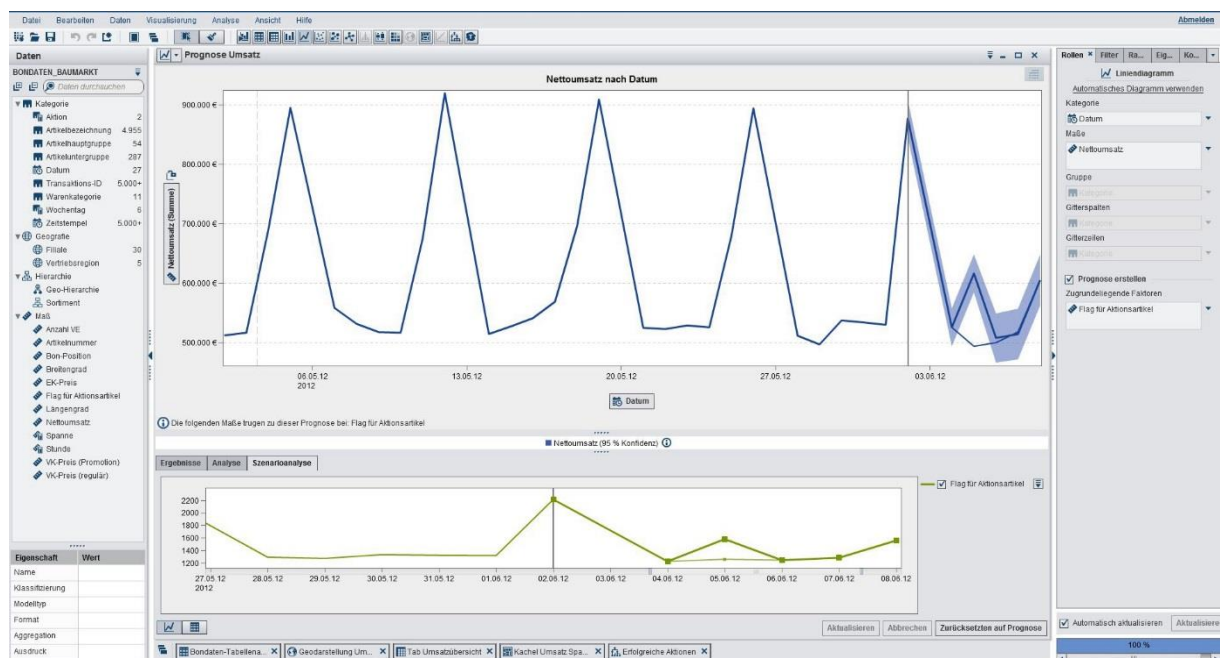 Datei Bearbeiten Daten Visualisierung Analyse Ansicht Hilfe Abmelden
Daten
BONDATEN_BAUMARKT
Daten durchsuchen
Kategorie
Aktion 2
Artikelbezeichnung 4.955
Artikelhauptgruppe 54
Artikeluntergruppe 287
Datum 27
Transaktions-ID 5.000+
Warenkategorie 11
Wochentag 6
Zeitstempel 5.000+
Geografie
Filiale 30
Vertriebsregion 5
Hierarchie
Geo-Hierarchie
Sortiment
Maß
Anzahl VE
Artikelnummer
Bon-Position
Breitengrad
EK-Preis
Flag für Aktionsartikel
Längengrad
Nettoumsatz
Spanne
Stunde
VK-Preis (Promotion)
VK-Preis (regulär)
Eigenschaft Wert
Name
Klassifizierung
Modelltyp
Format
Aggregation
Ausdruck
Prognose Umsatz
Nettoumsatz nach Datum
900.000 €
800.000 €
700.000 €
600.000 €
500.000 €
Nettoumsatz (Summe)
06.05.12 13.05.12 20.05.12 27.05.12 03.06.12
2012
Datum
Die folgenden Maße trugen zu dieser Prognose bei: Flag für Aktionsartikel
Nettoumsatz (95 % Konfidenz)
Ergebnisse Analyse Szenarioanalyse
2200
2000
1800
1600
1400
1200
27.05.12 28.05.12 29.05.12 30.05.12 31.05.12 01.06.12 02.06.12 03.06.12 04.06.12 05.06.12 06.06.12 07.06.12 08.06.12
2012
Flag für Aktionsartikel
Aktualisieren Abbrechen Zurücksetzten auf Prognose
Bondaten-Tabellena... Geodarstellung Um... Tab Umsatzübersicht Kachel Umsatz Spa... Erfolgreiche Aktionen
Rollen Filter Ra... Eig... Ko...
Liniendiagramm
Automatisches Diagramm verwenden
Kategorie
Datum
Maße
Nettoumsatz
Gruppe
Kategorie
Gitterspalten
Kategorie
Gitterzeilen
Kategorie
Prognose erstellen
Zugrundeliegende Faktoren
Flag für Aktionsartikel
Automatisch aktualisieren Aktualisiere
100 %